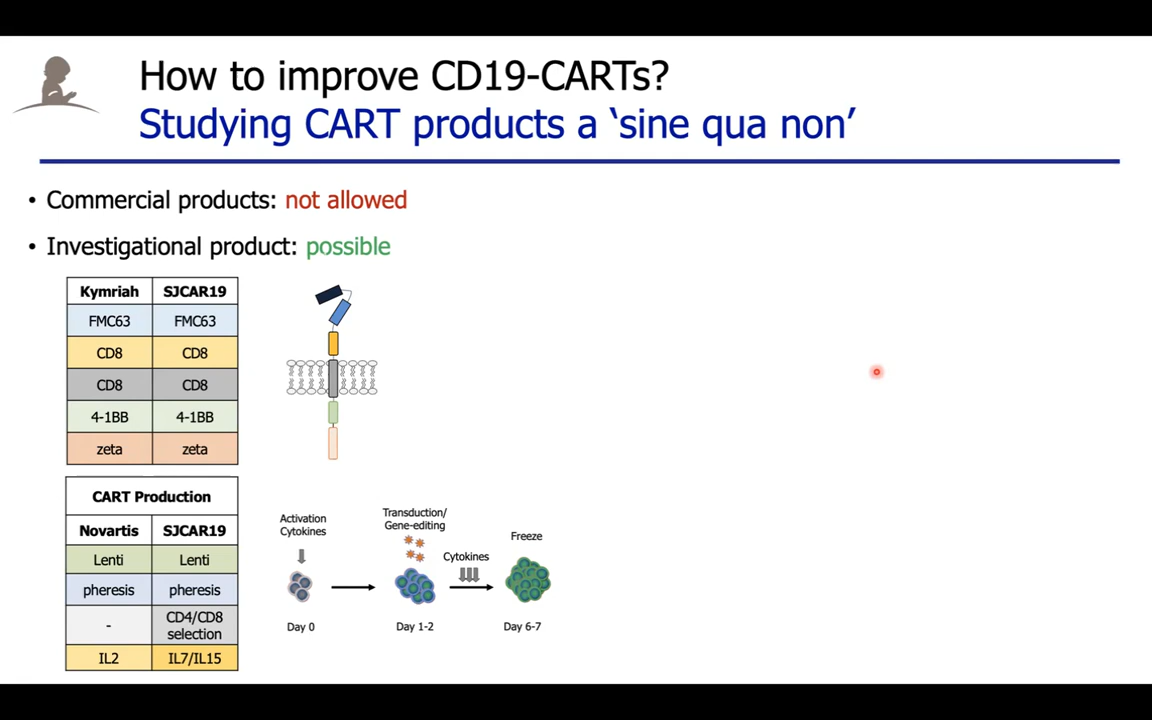 How to improve CD19-CARTs?
Studying CART products a ‘sine qua non’
• Commercial products: not allowed
• Investigational product: possible
Kymriah SJCAR19
FMC63 FMC63
CD8 CD8
CD8 CD8
4-1BB 4-1BB
zeta zeta
CART Production
Novartis SJCAR19
Lenti Lenti
pheresis pheresis
- CD4/CD8
selection
IL2 IL7/IL15
Activation
Cytokines
Transduction/
Gene-editing
Cytokines
Freeze
Day 0
Day 1-2
Day 6-7